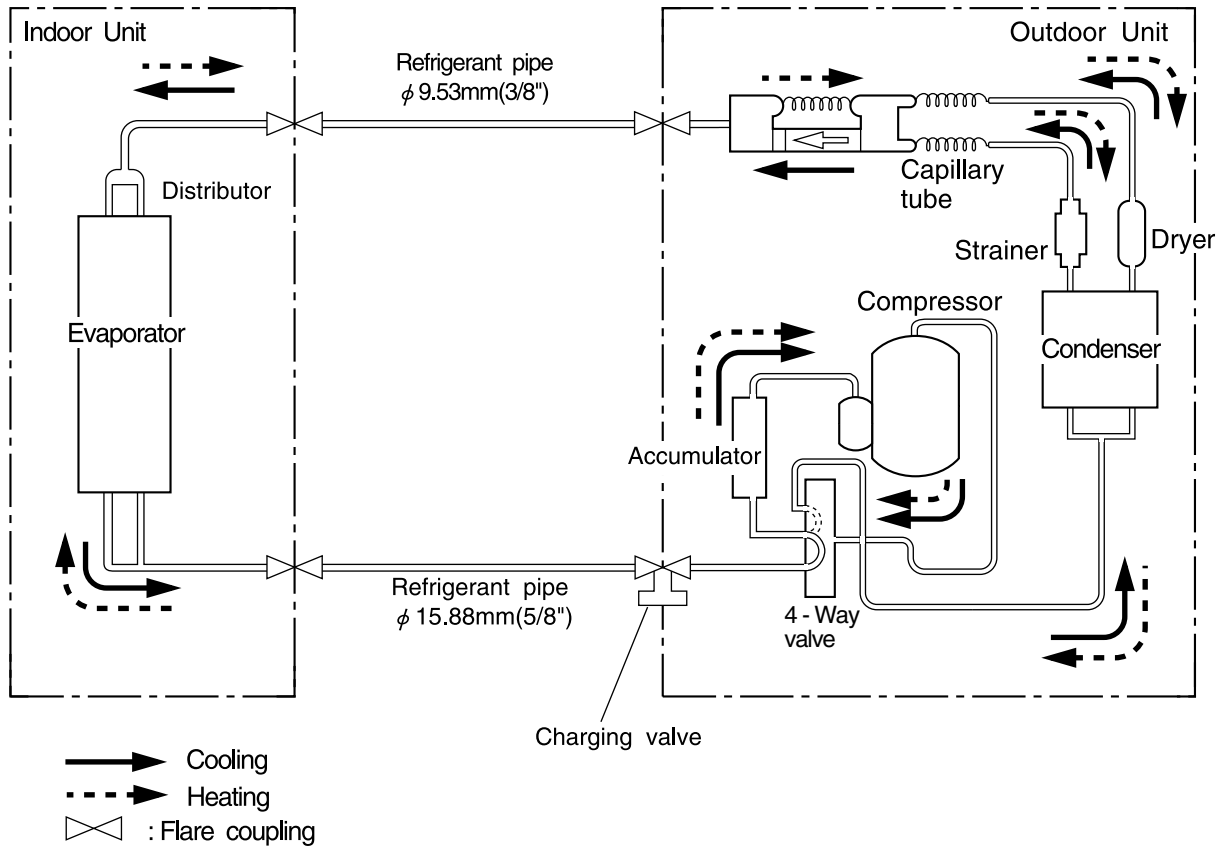 Indoor Unit
Outdoor Unit
Refrigerant pipe
ϕ 9.53mm(3/8")
Distributor
Capillary
tube
Strainer
Dryer
Evaporator
Compressor
Condenser
Accumulator
Refrigerant pipe
ϕ 15.88mm(5/8")
4 - Way
valve
Charging valve
Cooling
Heating
: Flare coupling